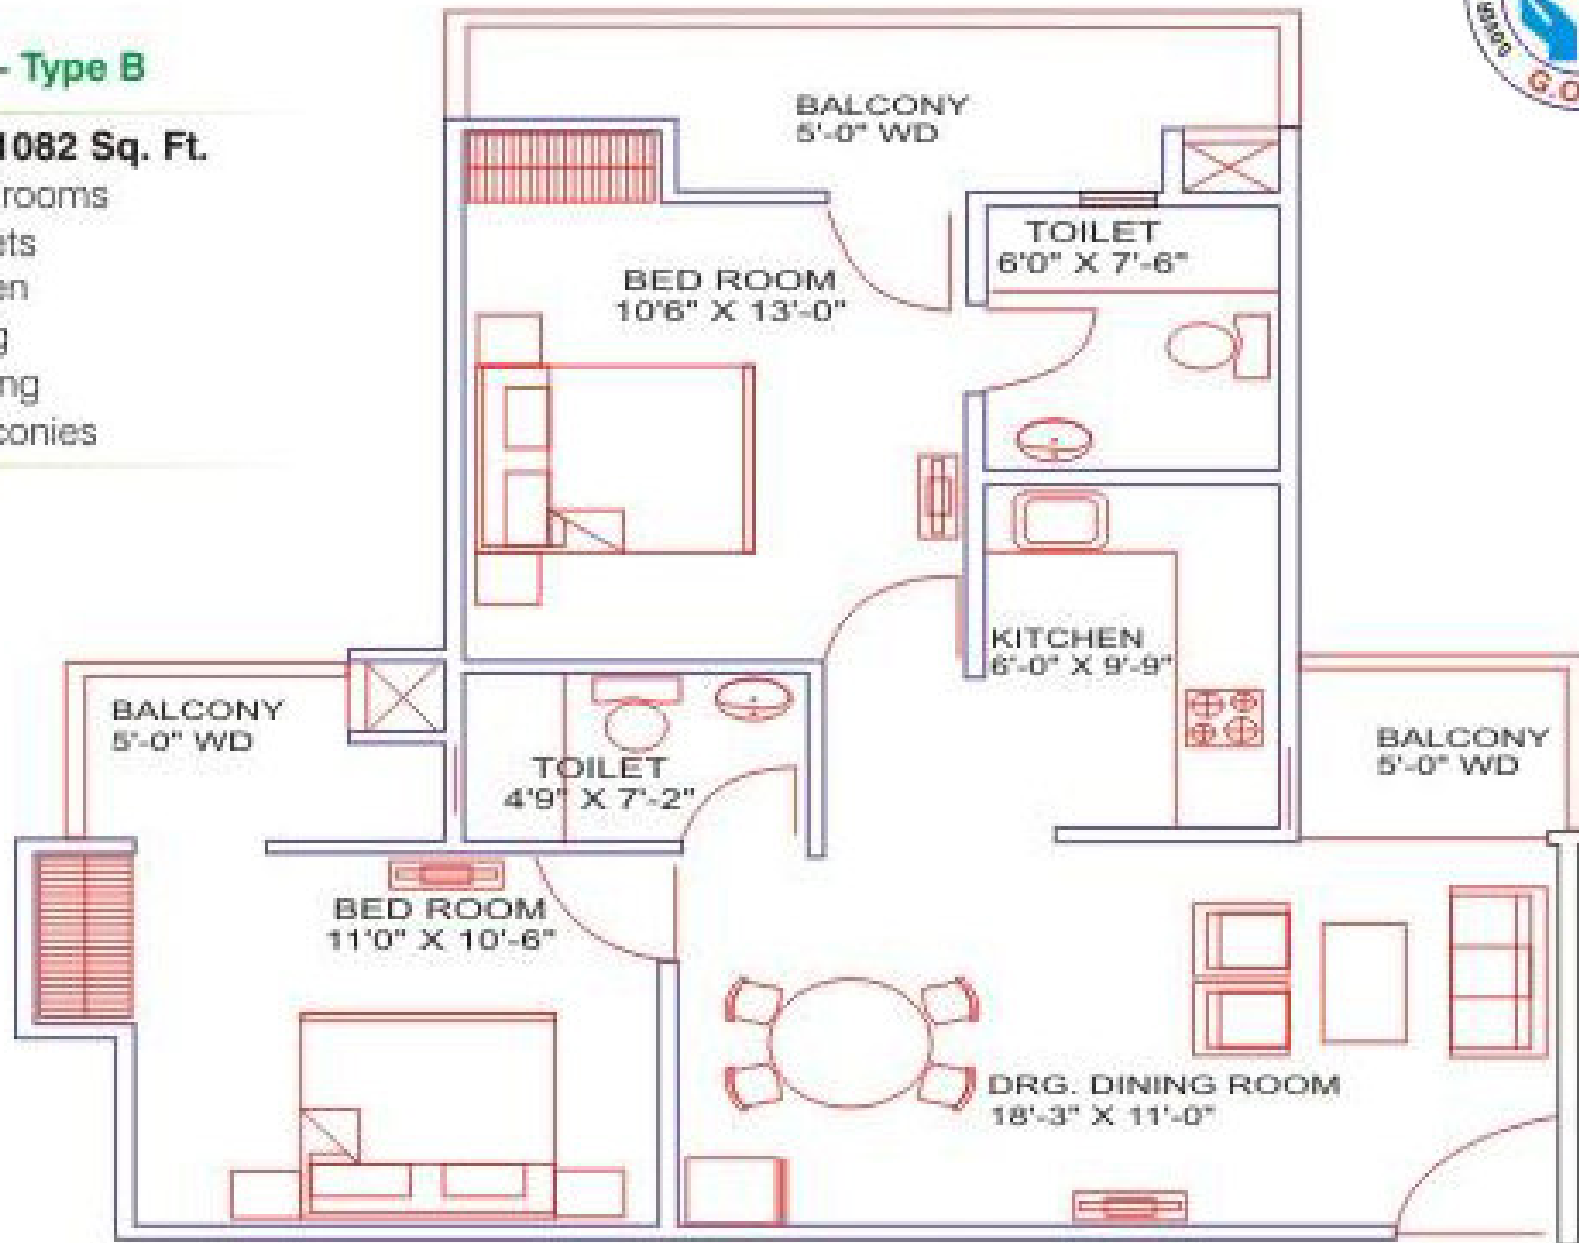 - Type B
1082 Sq. Ft.
rooms
ets
en
g
ng
conies
G.O
BALCONY
5'-0" WD
TOILET
6'0" X 7'-6"
BED ROOM
10'6" X 13'-0"
KITCHEN
6'-0" X 9'-9"
BALCONY
5'-0" WD
BALCONY
5'-0" WD
TOILET
4'9" X 7'-2"
BED ROOM
11'0" X 10'-6"
DRG. DINING ROOM
18'-3" X 11'-0"